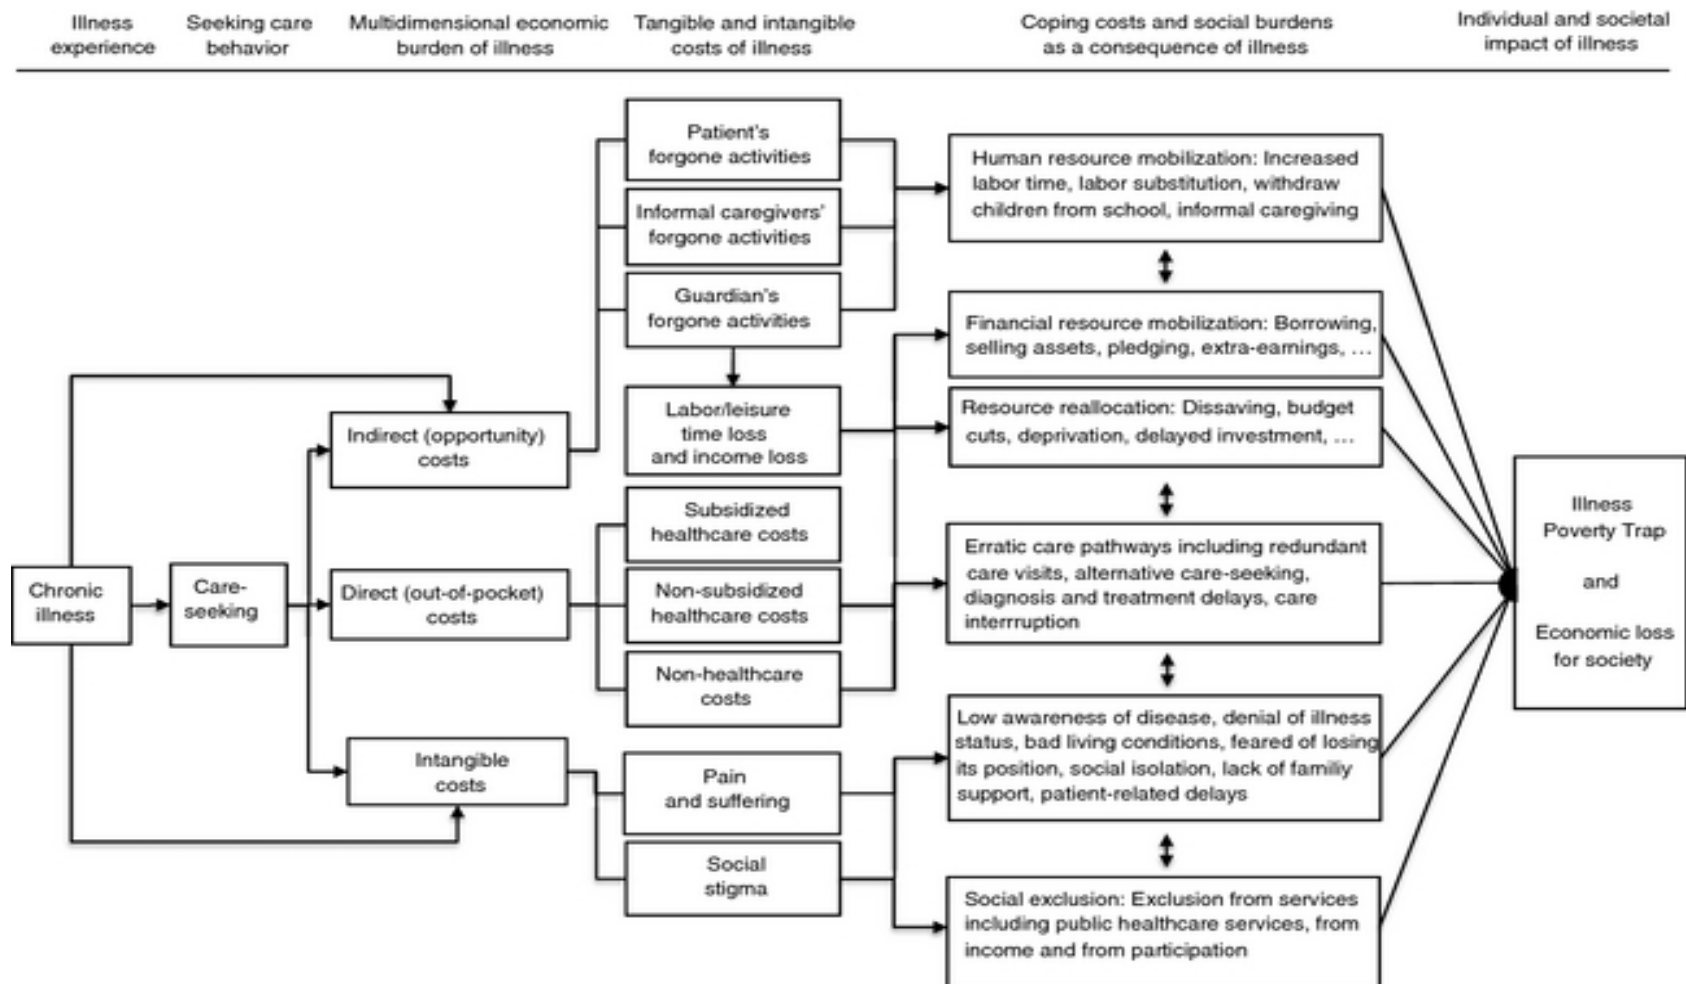 Illness
experience
Seeking care
behavior
Multidimensional economic
burden of illness
Tangible and intangible
costs of illness
Coping costs and social burdens
as a consequence of illness
Individual and societal
impact of illness
Chronic
illness
Care-
seeking
Indirect (opportunity)
costs
Direct (out-of-pocket)
costs
Intangible
costs
Patient's
forgone activities
Informal caregivers'
forgone activities
Guardian's
forgone activities
Labor/leisure
time loss
and income loss
Subsidized
healthcare costs
Non-subsidized
healthcare costs
Non-healthcare
costs
Pain
and suffering
Social
stigma
Human resource mobilization: Increased
labor time, labor substitution, withdraw
children from school, informal caregiving
Financial resource mobilization: Borrowing,
selling assets, pledging, extra-earnings, ...
Resource reallocation: Dissaving, budget
cuts, deprivation, delayed investment, ...
Erratic care pathways including redundant
care visits, alternative care-seeking,
diagnosis and treatment delays, care
interrruption
Low awareness of disease, denial of illness
status, bad living conditions, feared of losing
its position, social isolation, lack of familiy
support, patient-related delays
Social exclusion: Exclusion from services
including public healthcare services, from
income and from participation
Illness
Poverty Trap
and
Economic loss
for society